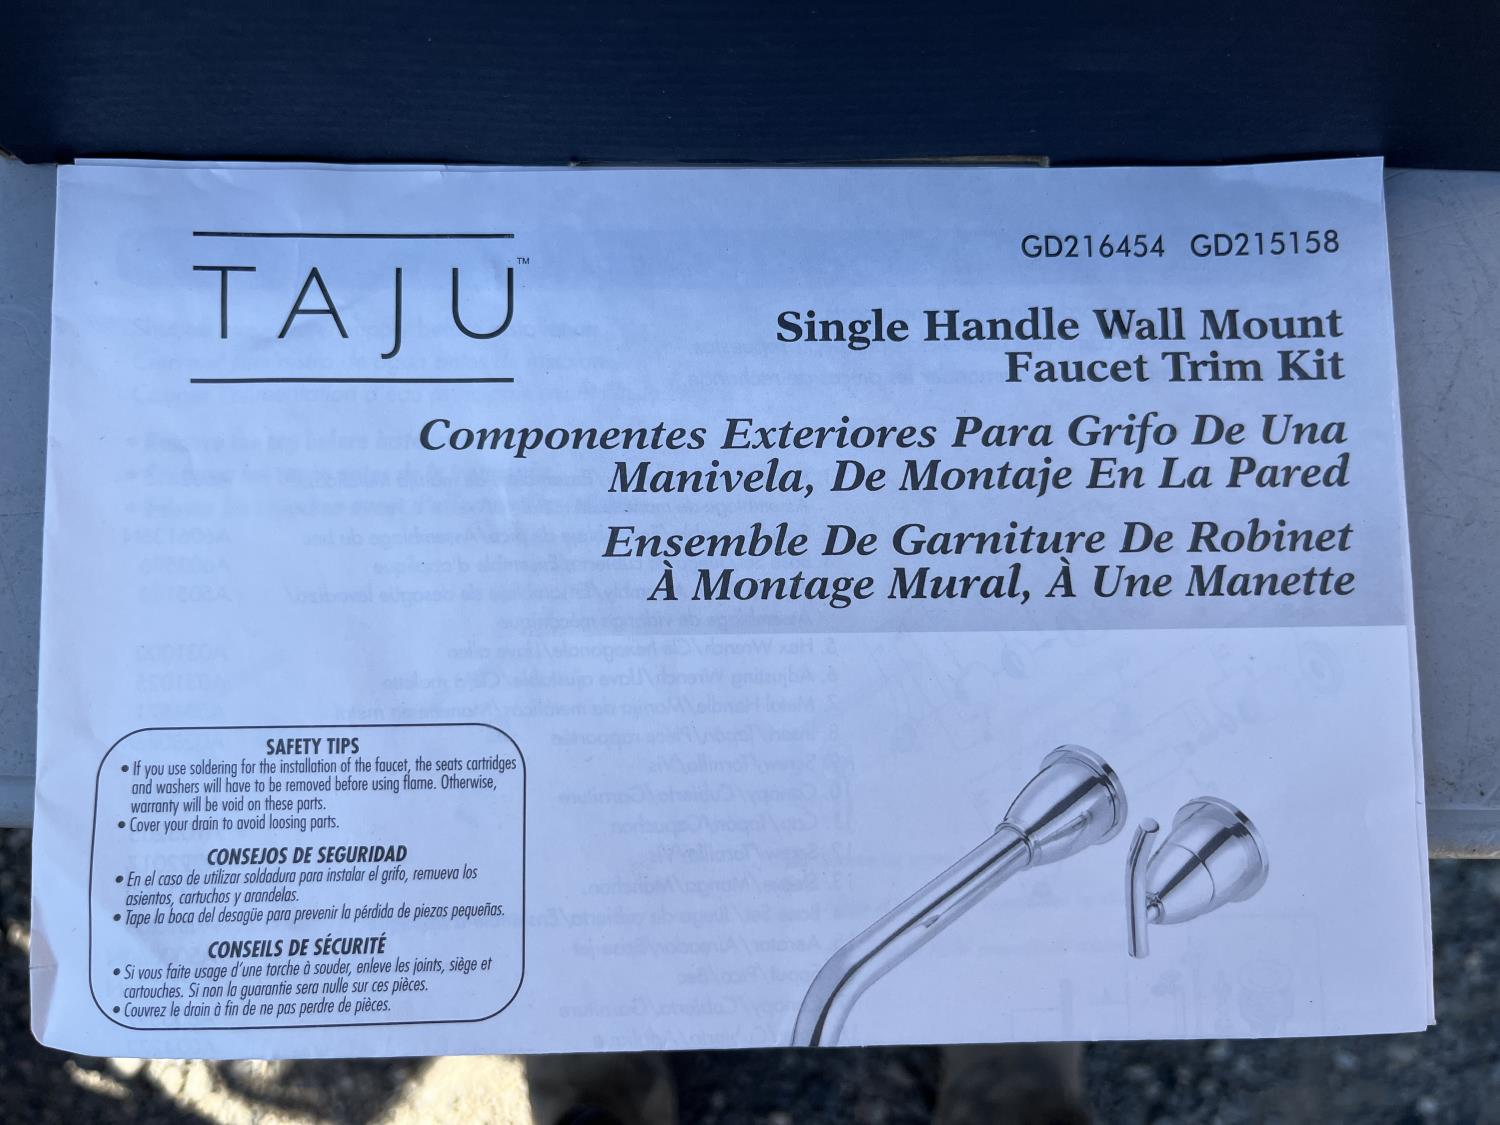 TAJU™
GD216454 GD215158
Single Handle Wall Mount
Faucet Trim Kit
Componentes Exteriores Para Grifo De Una
Manivela, De Montaje En La Pared
Ensemble De Garniture De Robinet
À Montage Mural, À Une Manette
SAFETY TIPS
• If you use soldering for the installation of the faucet, the seats cartridges
and washers will have to be removed before using flame. Otherwise,
warranty will be void on these parts.
• Cover your drain to avoid loosing parts.
CONSEJOS DE SEGURIDAD
• En el caso de utilizar soldadura para instalar el grifo, remueva los
asientos, cartuchos y arandelas.
• Tape la boca del desagüe para prevenir la pérdida de piezas pequeñas.
CONSEILS DE SÉCURITÉ
• Si vous faite usage d'une torche à souder, enleve les joints, siège et
cartouches. Si non la guarantie sera nulle sur ces pièces.
• Couvrez le drain à fin de ne pas perdre de pièces.